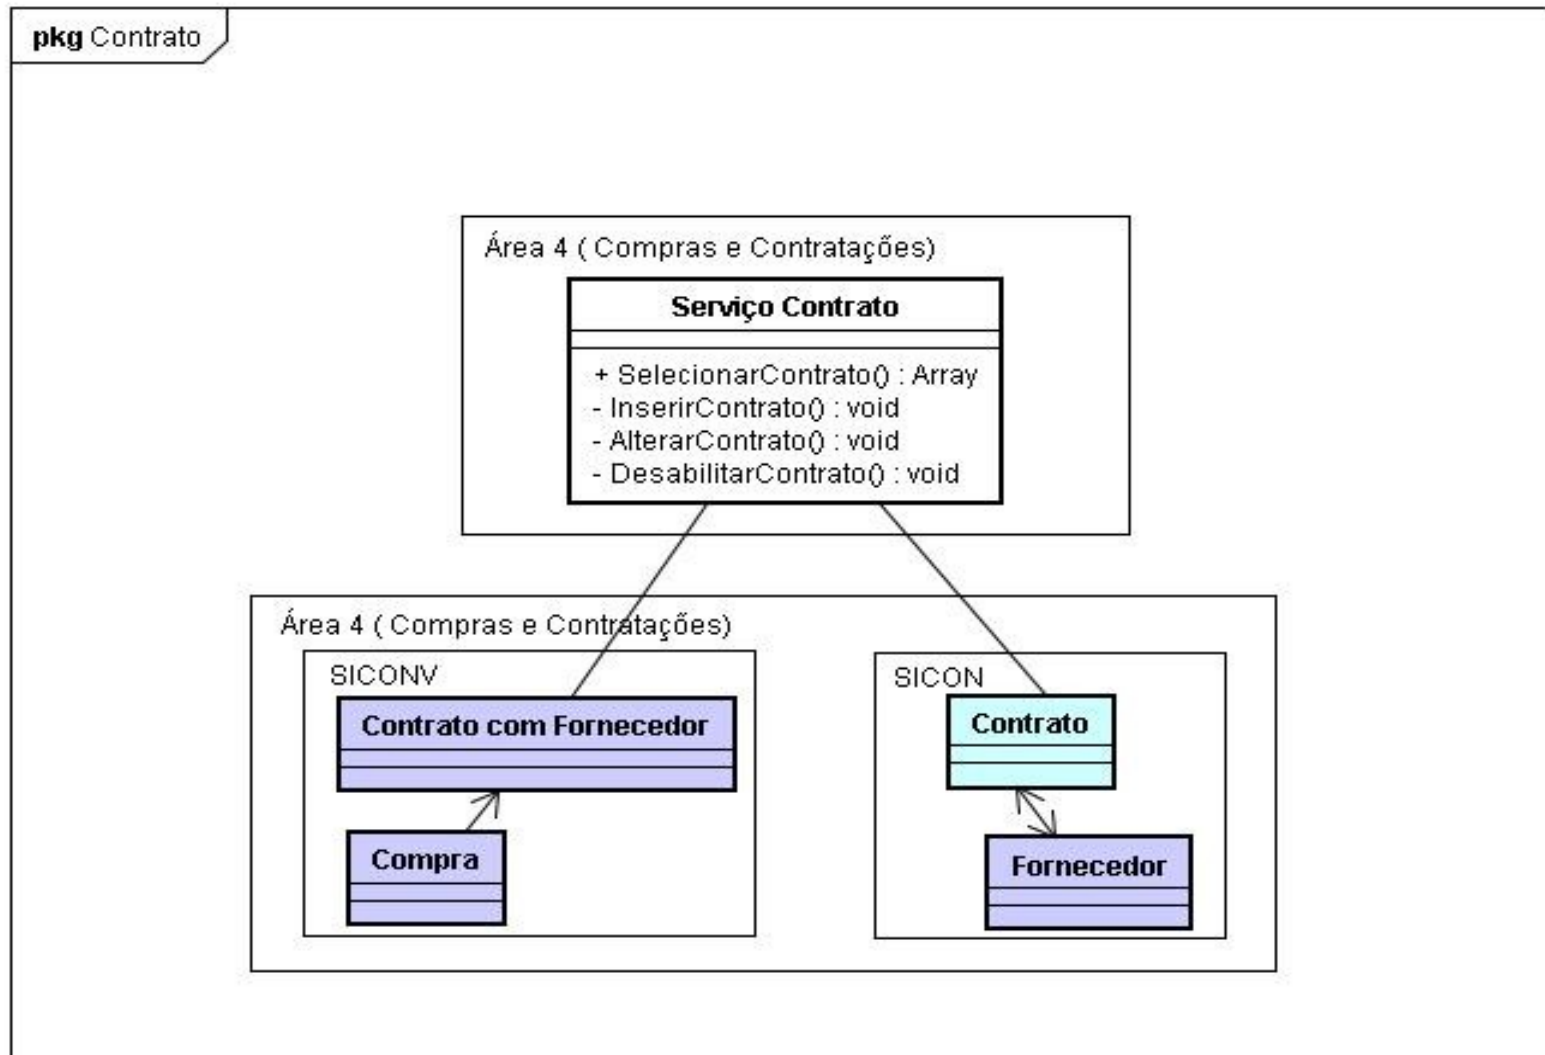 pkg Contrato
Área 4 ( Compras e Contratações)
Serviço Contrato
+ SelecionarContrato() : Array
- InserirContrato() : void
- AlterarContrato() : void
- DesabilitarContrato() : void
Área 4 ( Compras e Contratações)
SICONV
Contrato com Fornecedor
Compra
SICON
Contrato
Fornecedor